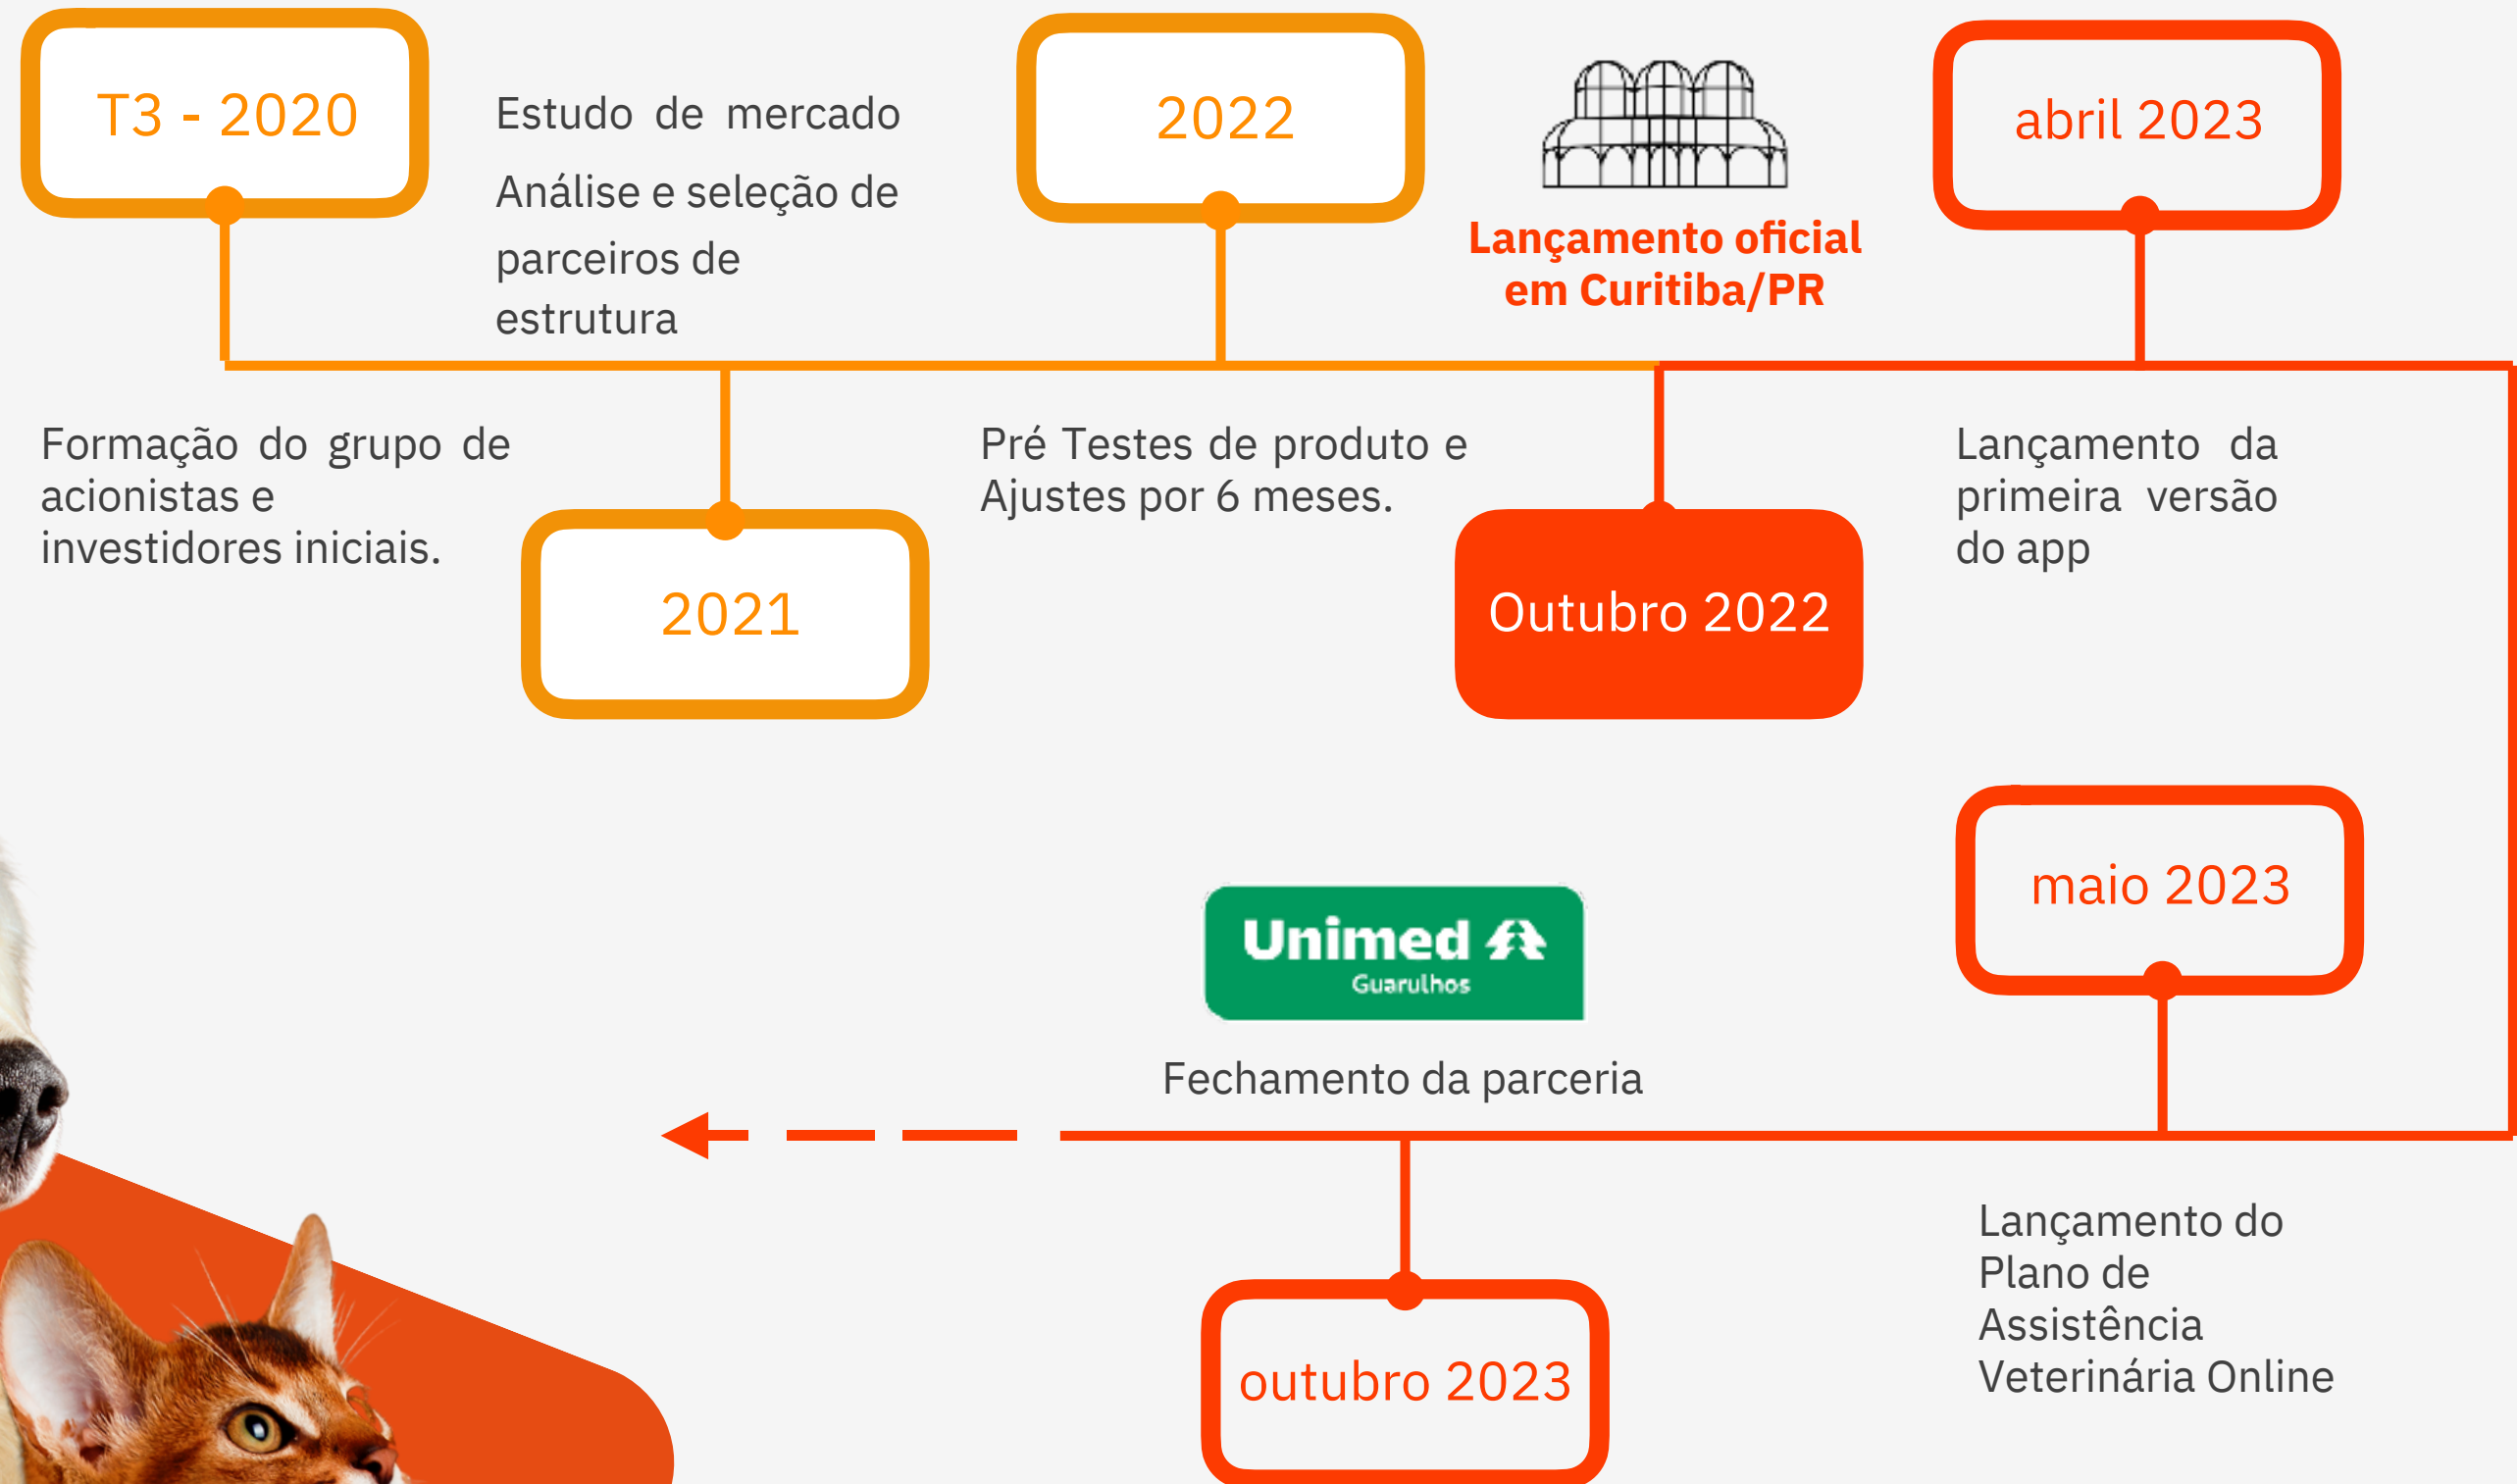 T3 - 2020
Formação do grupo de
acionistas e
investidores iniciais.
Estudo de mercado
Análise e seleção de
parceiros de
estrutura
2021
2022
Pré Testes de produto e
Ajustes por 6 meses.
Lançamento oficial
em Curitiba/PR
Outubro 2022
abril 2023
Lançamento da
primeira versão
do app
maio 2023
Lançamento do
Plano de
Assistência
Veterinária Online
Unimed
Guarulhos
Fechamento da parceria
outubro 2023